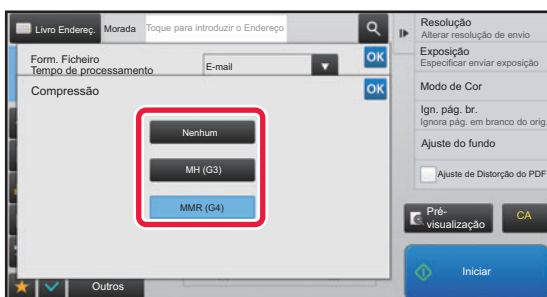 Livro Endereç.
Morada
Toque para introduzir o Endereço
Form. Ficheiro
Tempo de processamento
E-mail
OK
Compressão
OK
Nenhum
MH (G3)
MMR (G4)
Outros
Resolução
Alterar resolução de envio
Exposição
Especificar enviar exposição
Modo de Cor
Ign. pág. br.
Ignora pág. em branco do orig.
Ajuste do fundo
Ajuste de Distorção do PDF
Pré-
visualização
CA
Iniciar